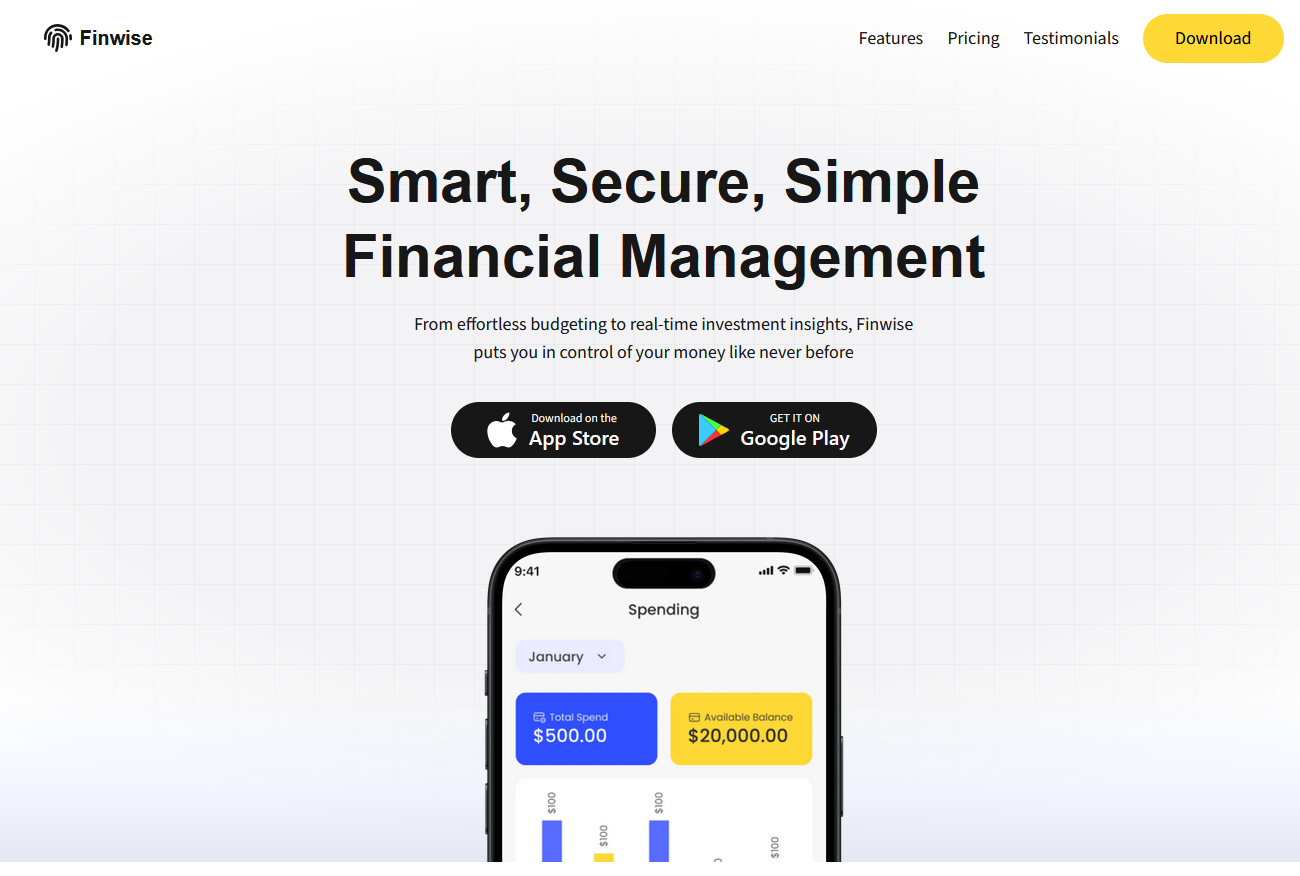 Finwise
Features
Pricing
Testimonials
Download
Smart, Secure, Simple
Financial Management
From effortless budgeting to real-time investment insights, Finwise
puts you in control of your money like never before
Download on the
App Store
GET IT ON
Google Play
9:41
Spending
January
Total Spend
$500.00
Available Balance
$20,000.00
$100
$100
$100
$100